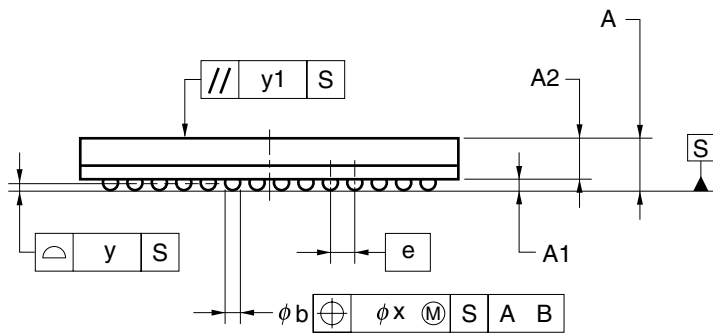 A
// y1 S
A2
S
y S
e
A1
φb ⌖ φx Ⓜ S A B